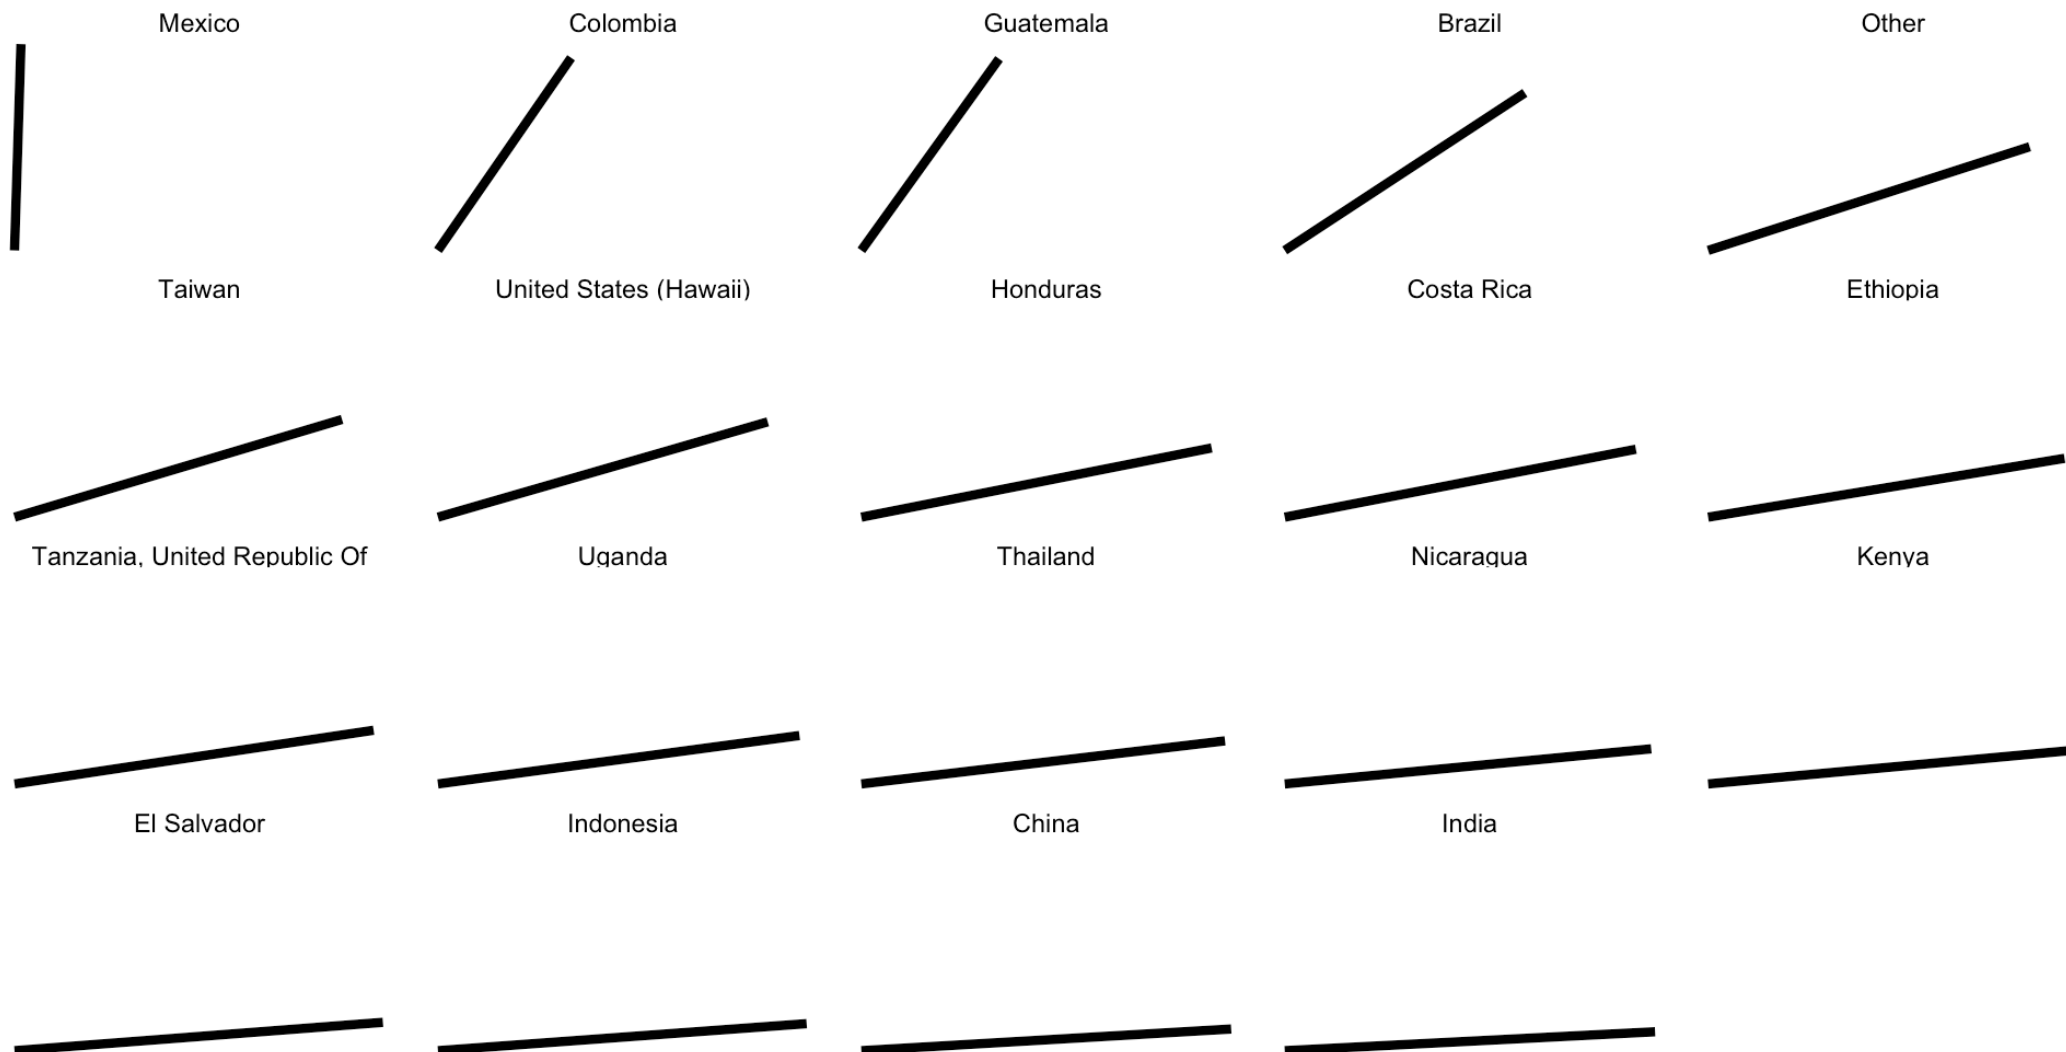 Mexico
Colombia
Guatemala
Brazil
Other
Taiwan
United States (Hawaii)
Honduras
Costa Rica
Ethiopia
Tanzania, United Republic Of
Uganda
Thailand
Nicaragua
Kenya
El Salvador
Indonesia
China
India